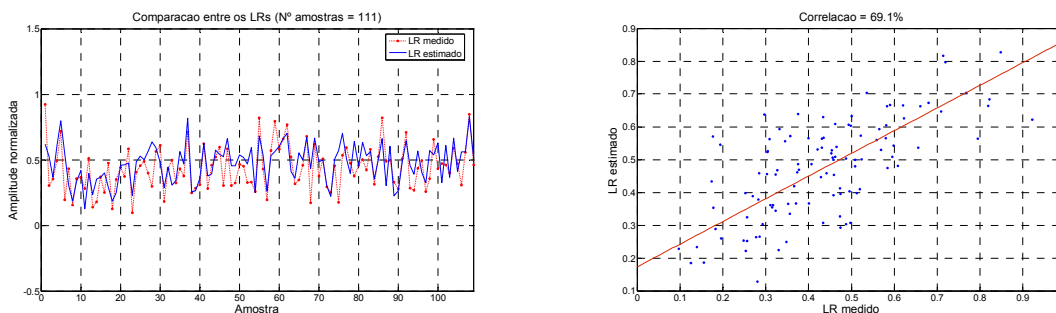 Comparacao entre os LRs (Nº amostras = 111)
1.5
1
0.5
0
-0.5
Amplitude normalizada
LR medido
LR estimado
0 10 20 30 40 50 60 70 80 90 100
Amostra
Correlacao = 69.1%
0.9
0.8
0.7
0.6
0.5
0.4
0.3
0.2
0.1
LR estimado
0 0.1 0.2 0.3 0.4 0.5 0.6 0.7 0.8 0.9
LR medido